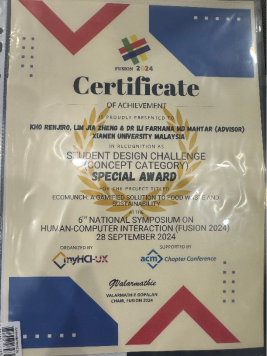 FUSION 2024
Certificate
OF ACHIEVEMENT
IS PROUDLY PRESENTED TO
KHO RENJIRO, LIM JIA ZHENG & DR ILI FARHANA MD MAHTAR (ADVISOR)
XIAMEN UNIVERSITY MALAYSIA
IN RECOGNITION AS
STUDENT DESIGN CHALLENGE
(CONCEPT CATEGORY)
SPECIAL AWARD
FOR THE PROJECT TITLED
ECOMUNCH: A GAMIFIED SOLUTION TO FOOD WASTE AND
SUSTAINABILITY
AT THE
6TH NATIONAL SYMPOSIUM ON
HUMAN-COMPUTER INTERACTION (FUSION 2024)
28 SEPTEMBER 2024
ORGANIZED BY
SUPPORTED BY
myHCI-UX
acm Chapter Conference
GValarmathie
VALARMATHIE GOPALAN
CHAIR, FUSION 2024